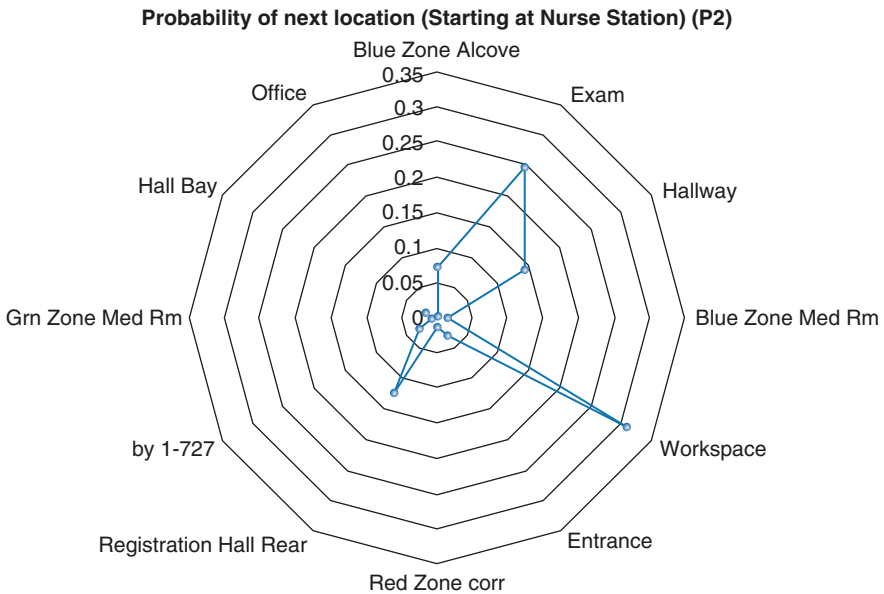 Probability of next location (Starting at Nurse Station) (P2)
Blue Zone Alcove
0.35
Office
Exam
0.3
0.25
Hall Bay
0.2
Hallway
0.15
0.1
0.05
Grn Zone Med Rm
0
Blue Zone Med Rm
by 1-727
Workspace
Registration Hall Rear
Entrance
Red Zone corr